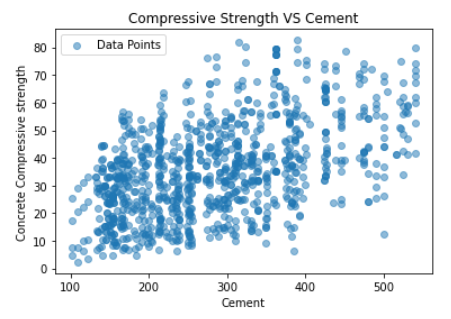 Compressive Strength VS Cement
Data Points
Concrete Compressive strength
80
70
60
50
40
30
20
10
0
100 200 300 400 500
Cement